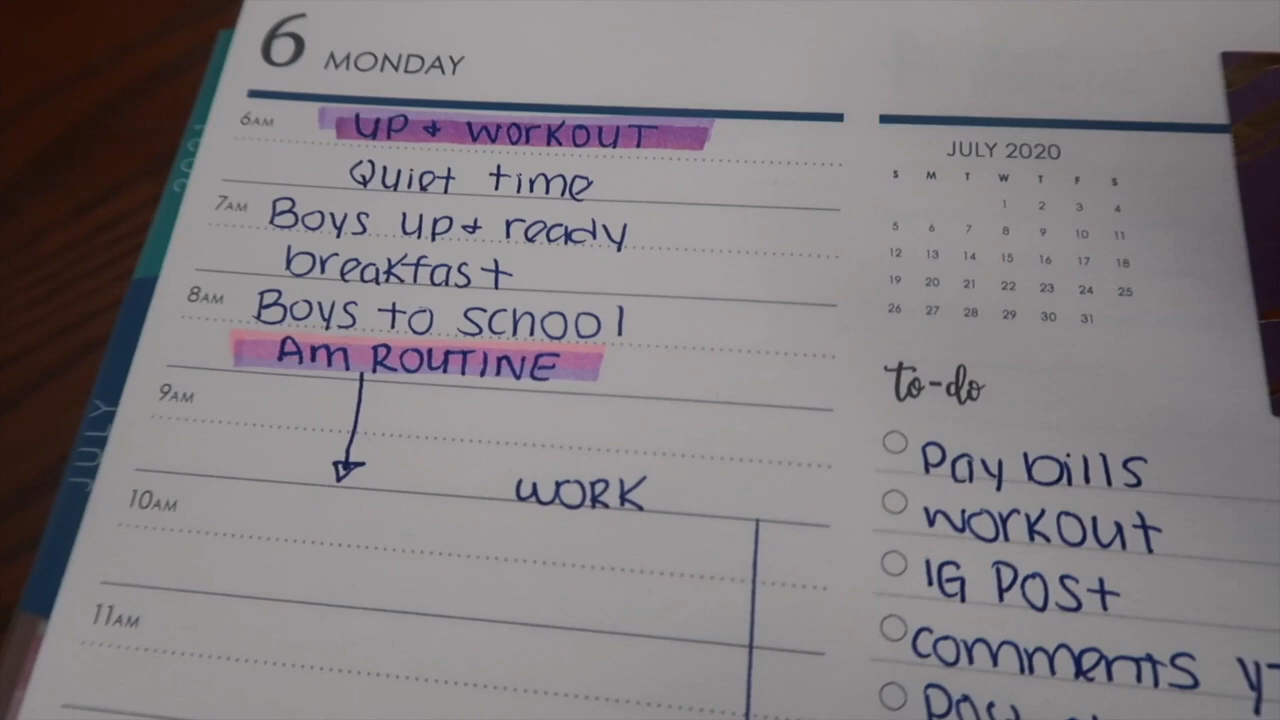 6 MONDAY
6AM UP + WORKOUT
Quiet time
7AM Boys up + ready
breakfast
8AM Boys to school
Am ROUTINE
9AM
WORK
10AM
11AM
JULY 2020
S M T W T F S
1 2 3 4
5 6 7 8 9 10 11
12 13 14 15 16 17 18
19 20 21 22 23 24 25
26 27 28 29 30 31
to-do
Pay bills
workout
IG Post
comments
JULY